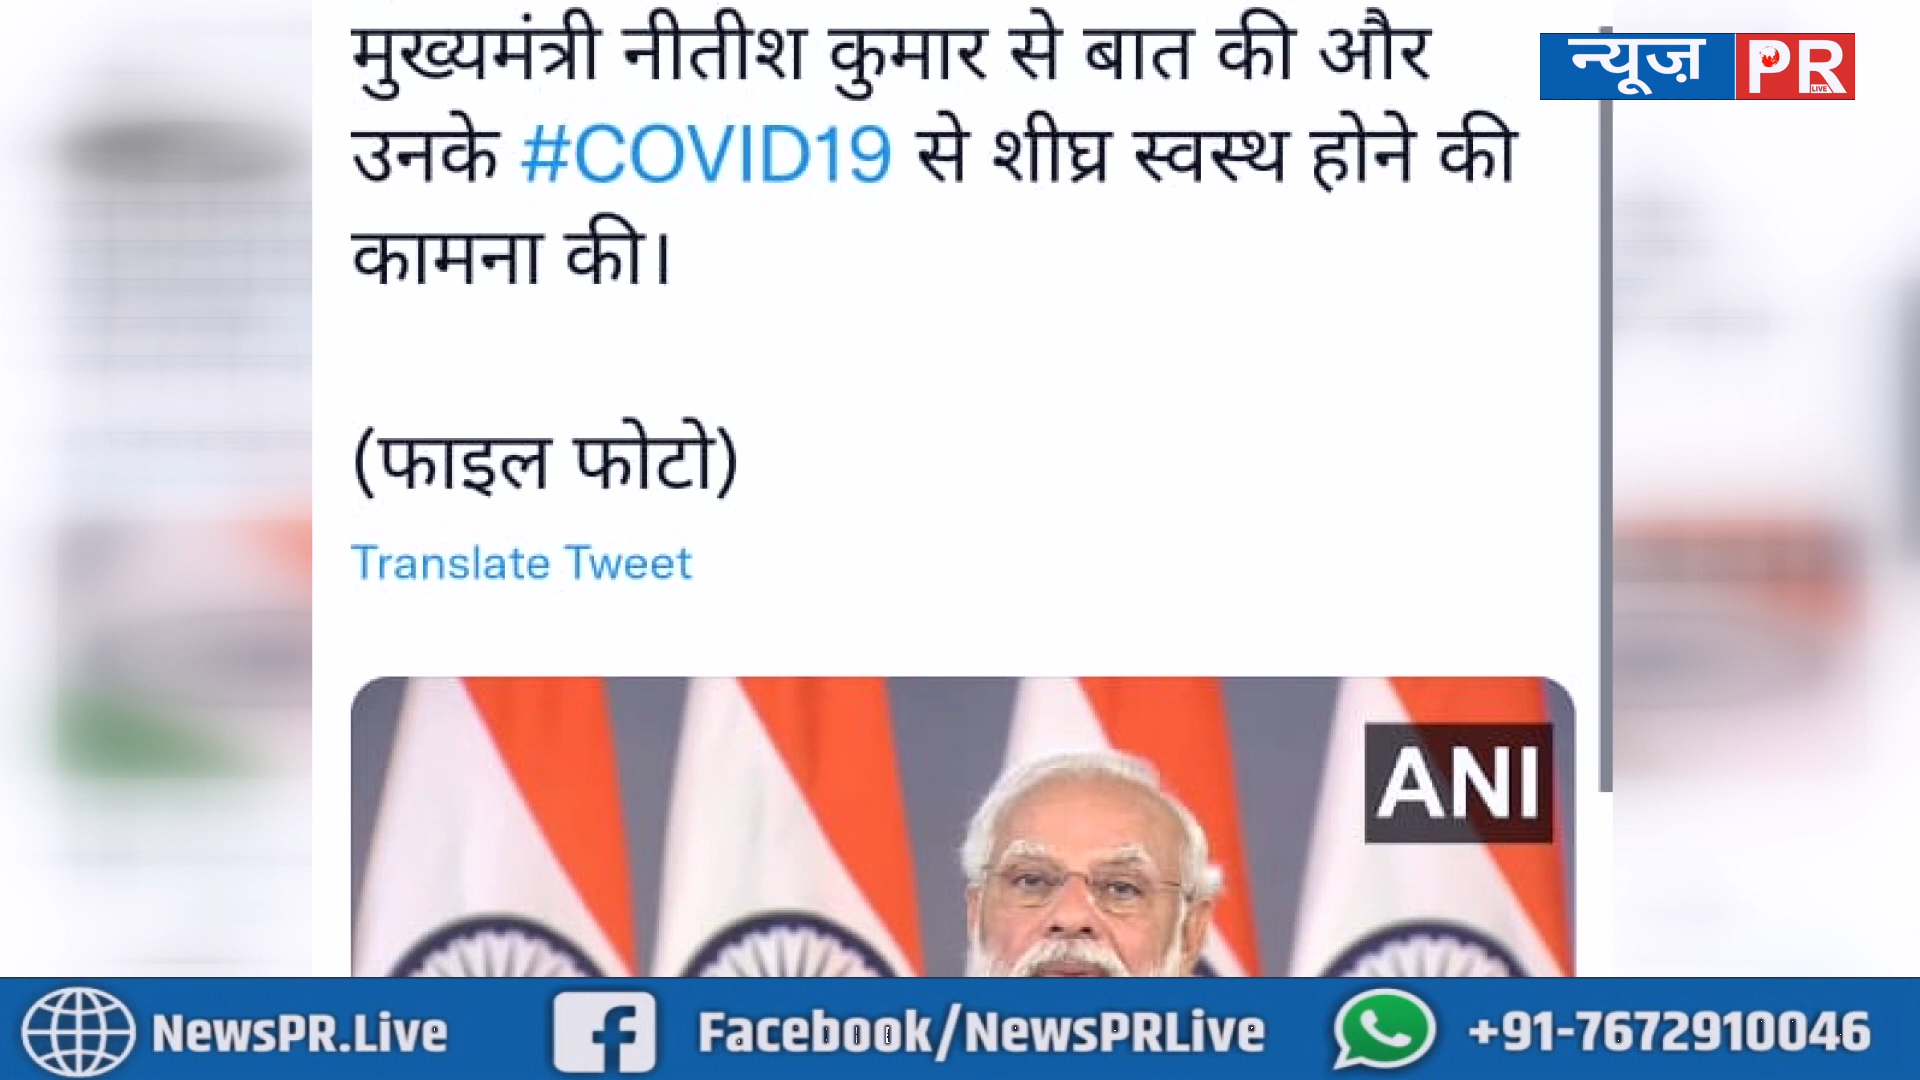 मुख्यमंत्री नीतीश कुमार से बात की और
उनके #COVID19 से शीघ्र स्वस्थ होने की
कामना की।
(फाइल फोटो)
Translate Tweet
न्यूज़ PR
LIVE
ANI
NewsPR.Live
Facebook/NewsPRLive
+91-7672910046